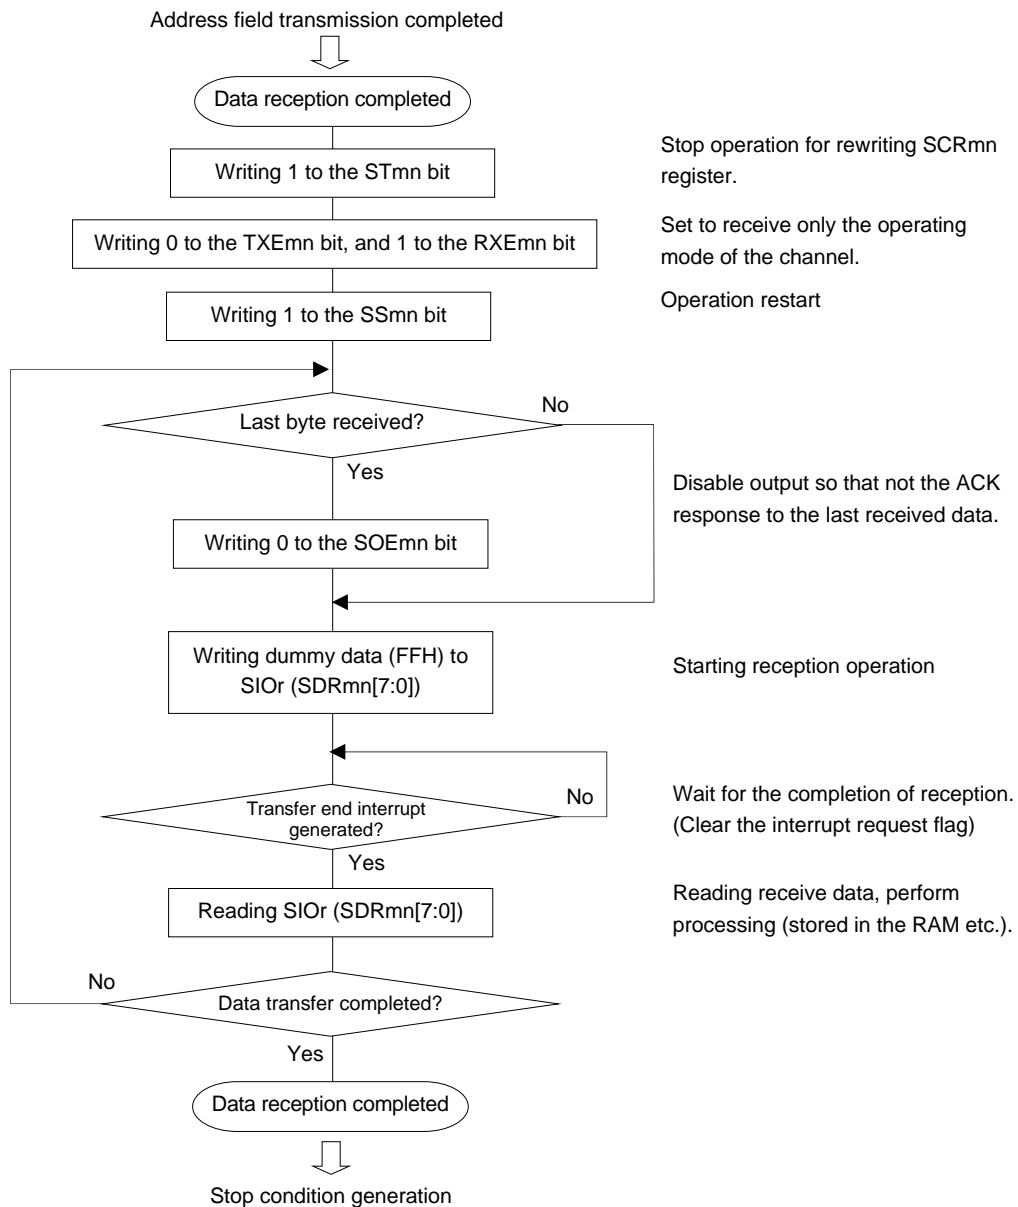 Address field transmission completed
Data reception completed
Writing 1 to the STmn bit
Stop operation for rewriting SCRmn
register.
Writing 0 to the TXEmn bit, and 1 to the RXEmn bit
Set to receive only the operating
mode of the channel.
Writing 1 to the SSmn bit
Operation restart
Last byte received?
No
Yes
Disable output so that not the ACK
response to the last received data.
Writing 0 to the SOEmn bit
Writing dummy data (FFH) to
SIOr (SDRmn[7:0])
Starting reception operation
Transfer end interrupt
generated?
No
Wait for the completion of reception.
(Clear the interrupt request flag)
Yes
Reading SIOr (SDRmn[7:0])
Reading receive data, perform
processing (stored in the RAM etc.).
No
Data transfer completed?
Yes
Data reception completed
Stop condition generation